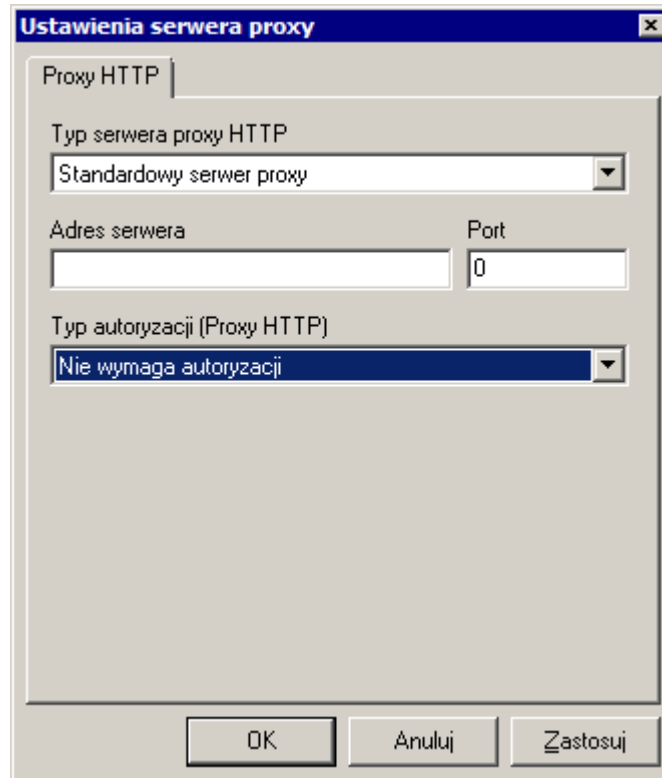 Ustawienia serwera proxy
Proxy HTTP
Typ serwera proxy HTTP
Standardowy serwer proxy
Adres serwera Port
0
Typ autoryzacji (Proxy HTTP)
Nie wymaga autoryzacji
OK Anuluj Zastosuj